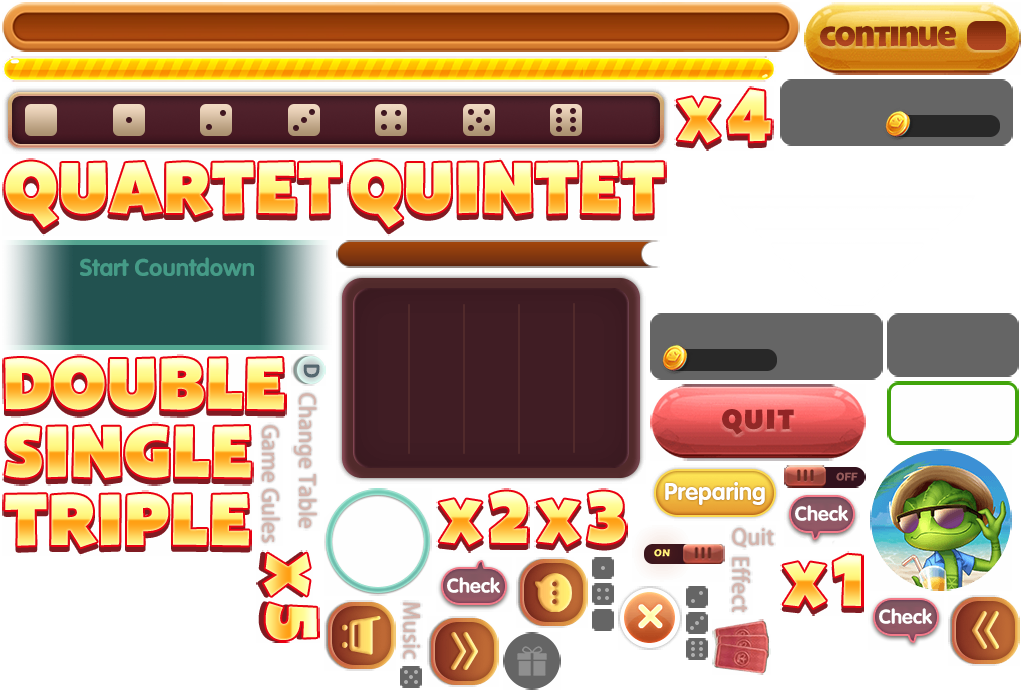 CONTINUE
x4
QUARTET
QUINTET
Start Countdown
DOUBLE
D
Change Table
SINGLE
Game Gules
TRIPLE
QUIT
OFF
Preparing
Check
x2
x3
Quit
ON
Effect
x5
Check
x1
Music
Check